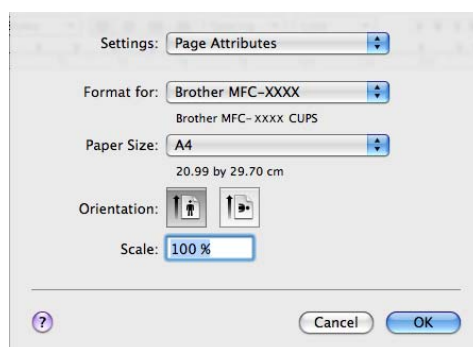 Settings: Page Attributes
Format for: Brother MFC-XXXX
Brother MFC-XXXX CUPS
Paper Size: A4
20.99 by 29.70 cm
Orientation:
Scale: 100 %
?
Cancel OK